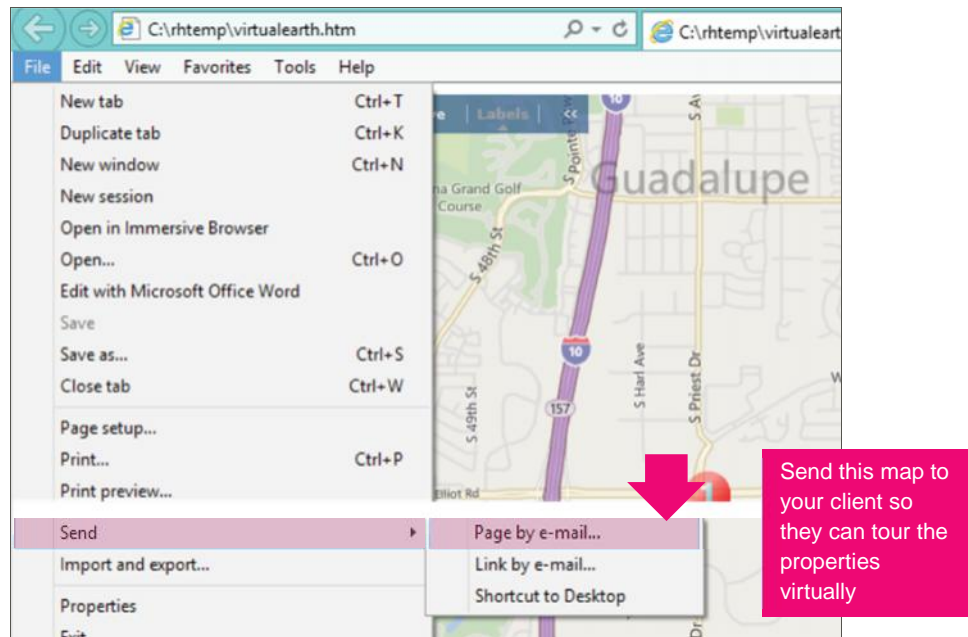 C:\rhtemp\virtualearth.htm
C:\rhtemp\virtualeart
File Edit View Favorites Tools Help
New tab Ctrl+T
Duplicate tab Ctrl+K
New window Ctrl+N
New session
Open in Immersive Browser
Open... Ctrl+O
Edit with Microsoft Office Word
Save
Save as... Ctrl+S
Close tab Ctrl+W
Page setup...
Print... Ctrl+P
Print preview...
Send
Import and export...
Properties
Exit
Page by e-mail...
Link by e-mail...
Shortcut to Desktop
Labels <<
10
S Pointe
Guadalupe
Grand Golf
Course
S 48th St
10
S Harl Ave
S Priest Dr
S 49th St
157
Elliot Rd
1
Send this map to
your client so
they can tour the
properties
virtually